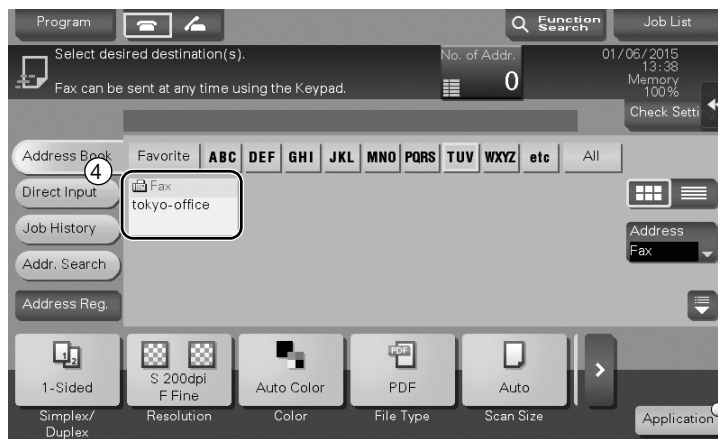 Program
Function
Search
Job List
Select desired destination(s).
Fax can be sent at any time using the Keypad.
No. of Addr.
0
01/06/2015
13:38
Memory
100%
Check Setti
Address Book
Favorite ABC DEF GHI JKL MNO PQRS TUV WXYZ etc All
4
Direct Input
Fax
tokyo-office
Job History
Address
Fax
Addr. Search
Address Reg.
1 2
1-Sided
S 200dpi
F Fine
Auto Color
PDF
PDF
Auto
Simplex/
Duplex
Resolution
Color
File Type
Scan Size
Application